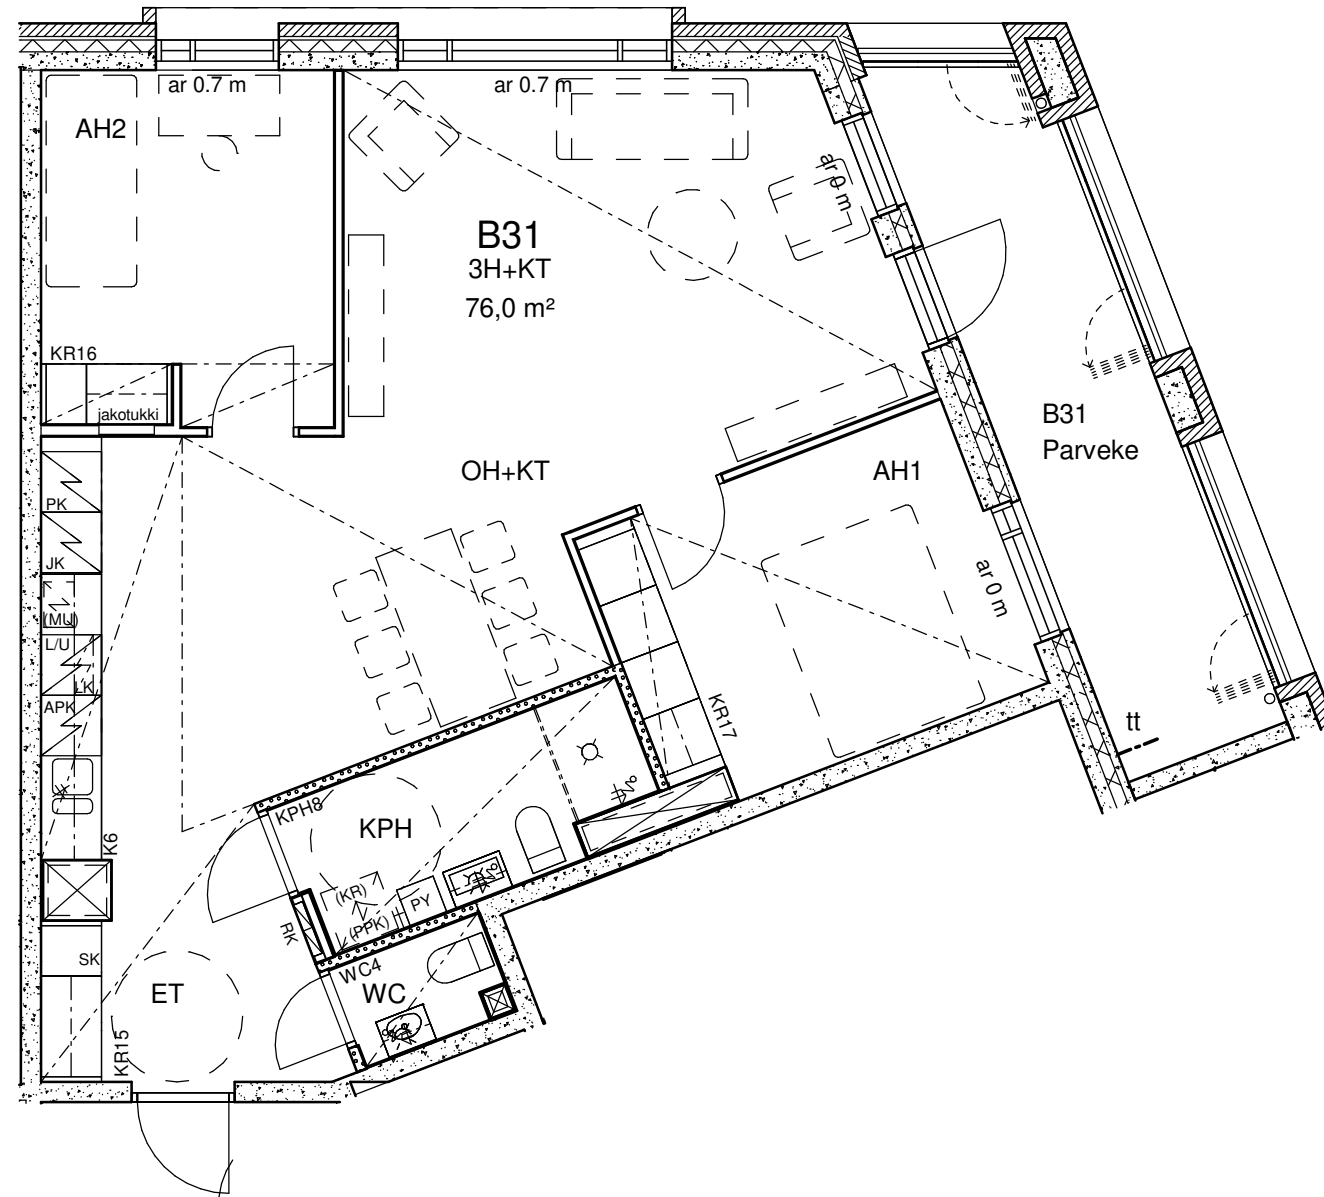 ar 0.7 m
ar 0.7 m
AH2
ar 0 m
B31
3H+KT
76,0 m²
KR16
jakotukki
B31
Parveke
OH+KT
AH1
PK
JK
ar 0 m
(MU)
L/U
LK
APK
KR17
tt
KPH8
KPH
K6
(KR)
PY
(PPK)
RK
SK
WC4
ET
WC
KR15